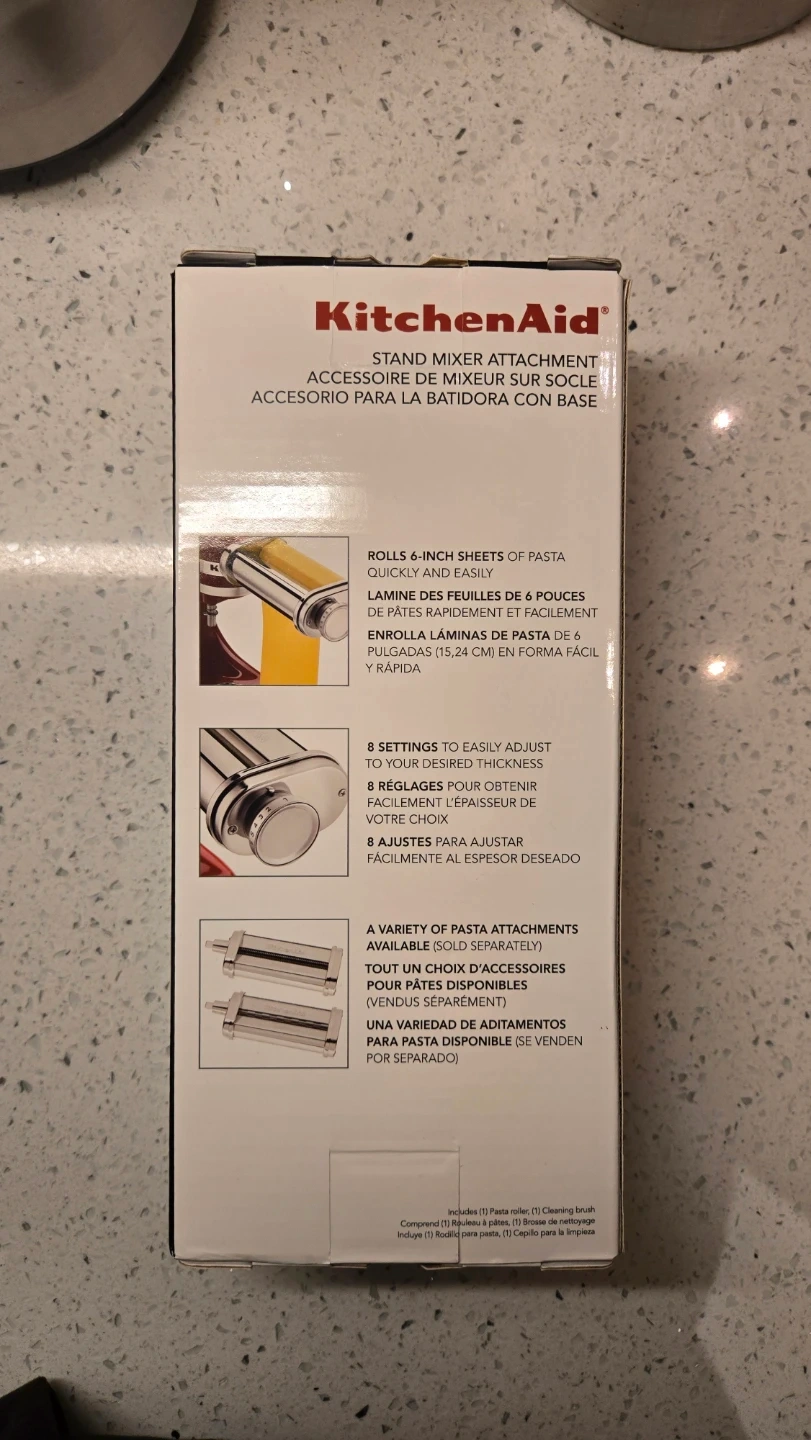 KitchenAid®
STAND MIXER ATTACHMENT
ACCESSOIRE DE MIXEUR SUR SOCLE
ACCESORIO PARA LA BATIDORA CON BASE
ROLLS 6-INCH SHEETS OF PASTA
QUICKLY AND EASILY
LAMINE DES FEUILLES DE 6 POUCES
DE PÂTES RAPIDEMENT ET FACILEMENT
ENROLLA LÁMINAS DE PASTA DE 6
PULGADAS (15,24 CM) EN FORMA FÁCIL
Y RÁPIDA
8 SETTINGS TO EASILY ADJUST
TO YOUR DESIRED THICKNESS
8 RÉGLAGES POUR OBTENIR
FACILEMENT L'ÉPAISSEUR DE
VOTRE CHOIX
8 AJUSTES PARA AJUSTAR
FÁCILMENTE AL ESPESOR DESEADO
A VARIETY OF PASTA ATTACHMENTS
AVAILABLE (SOLD SEPARATELY)
TOUT UN CHOIX D'ACCESSOIRES
POUR PÂTES DISPONIBLES
(VENDUS SÉPARÉMENT)
UNA VARIEDAD DE ADITAMENTOS
PARA PASTA DISPONIBLE (SE VENDEN
POR SEPARADO)
Includes (1) Pasta roller, (1) Cleaning brush
Comprend (1) Rouleau à pâtes, (1) Brosse de nettoyage
Incluye (1) Rodillo para pasta, (1) Cepillo para la limpieza